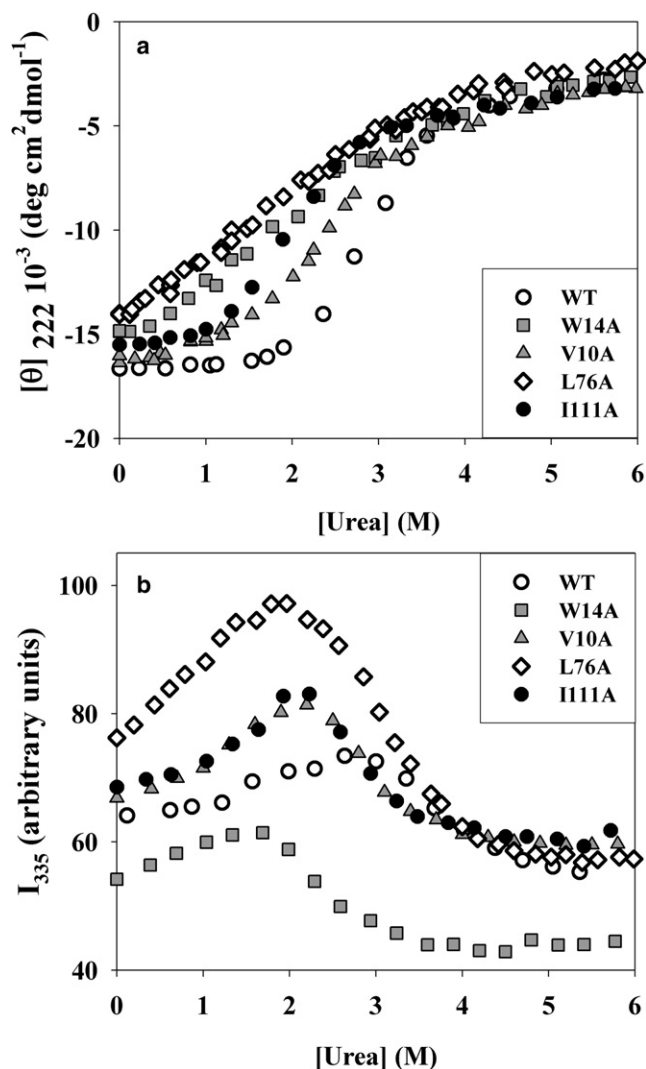 a
0
-5
-10
-15
-20
[θ] 222 10⁻³ (deg cm² dmol⁻¹)
WT
W14A
V10A
L76A
I111A
0 1 2 3 4 5 6
[Urea] (M)
b
100
80
60
40
I₃₃₅ (arbitrary units)
WT
W14A
V10A
L76A
I111A
0 1 2 3 4 5 6
[Urea] (M)